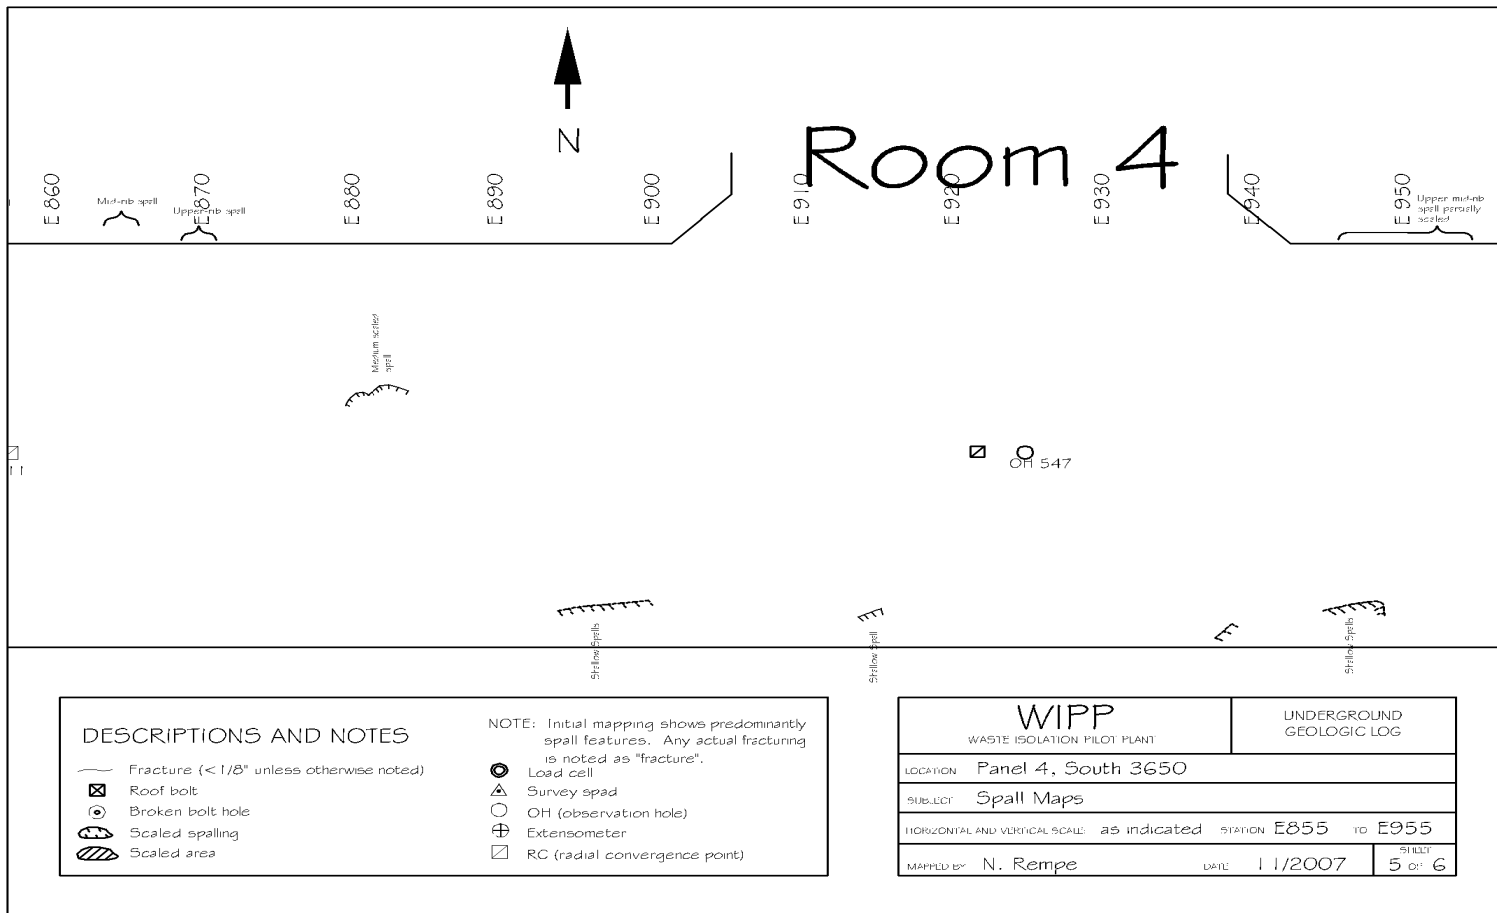 N
Room 4
E 860
E 870
E 880
E 890
E 900
E 910
E 920
E 930
E 940
E 950
Mid-rib spall
Upper-rib spall
Upper mid-rib
spall partially
scaled
Medium scaled
spall
11
OH 547
Shallow Spalls
Shallow Spall
Shallow Spalls
DESCRIPTIONS AND NOTES
Fracture (< 1/8" unless otherwise noted)
Roof bolt
Broken bolt hole
Scaled spalling
Scaled area
NOTE: Initial mapping shows predominantly
spall features. Any actual fracturing
is noted as "fracture".
Load cell
Survey spad
OH (observation hole)
Extensometer
RC (radial convergence point)
WIPP
WASTE ISOLATION PILOT PLANT
UNDERGROUND
GEOLOGIC LOG
LOCATION Panel 4, South 3650
SUBJECT Spall Maps
HORIZONTAL AND VERTICAL SCALE: as indicated STATION E855 TO E955
MAPPED BY N. Rempe DATE 11/2007 SHEET 5 OF 6